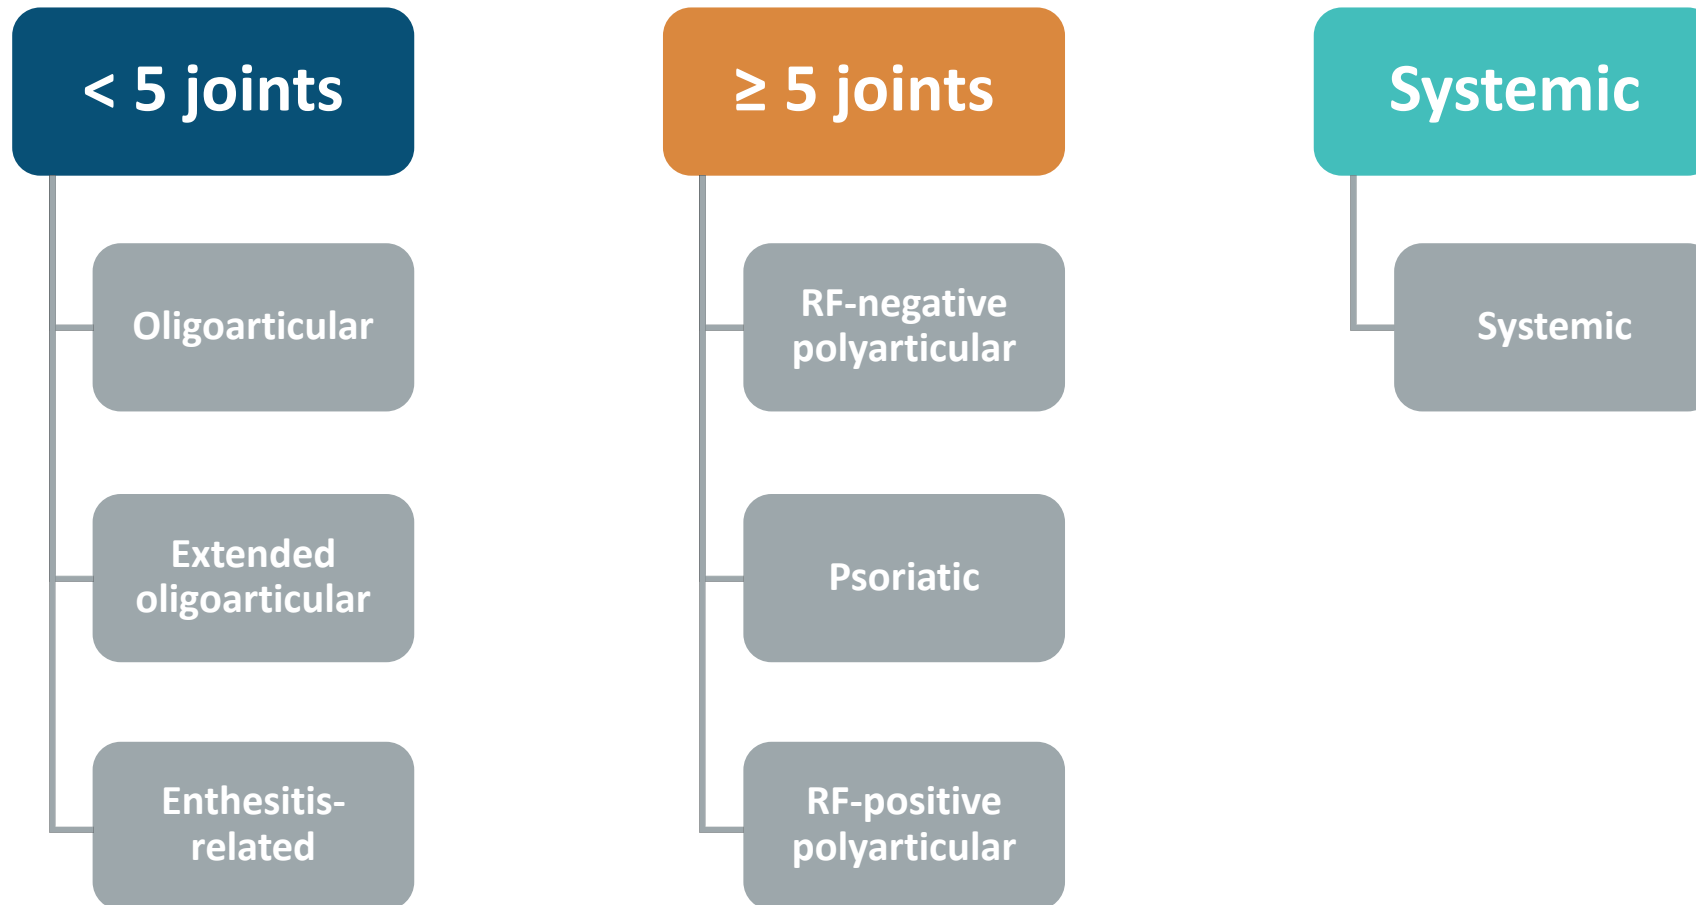 < 5 joints
Oligoarticular
Extended
oligoarticular
Enthesitis-
related
≥ 5 joints
RF-negative
polyarticular
Psoriatic
RF-positive
polyarticular
Systemic
Systemic